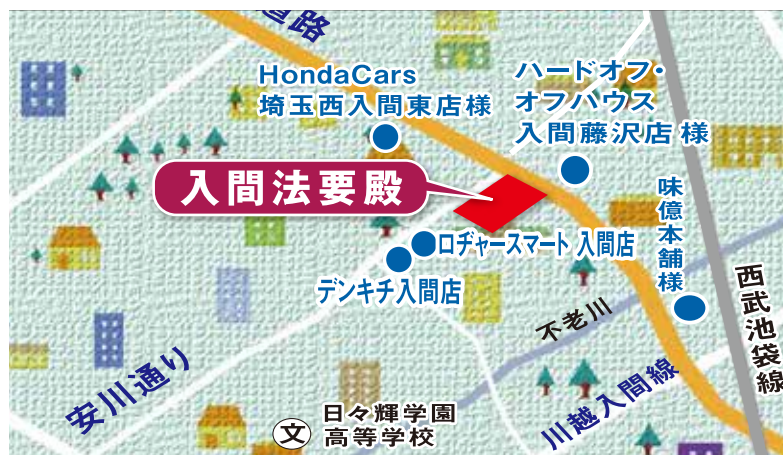 道路
HondaCars
埼玉西入間東店様
ハードオフ・
オフハウス
入間藤沢店 様
入間法要殿
味億本舗様
ロヂャースマート 入間店
デンキチ入間店
西武池袋線
不老川
安川通り
川越入間線
文
日々輝学園
高等学校